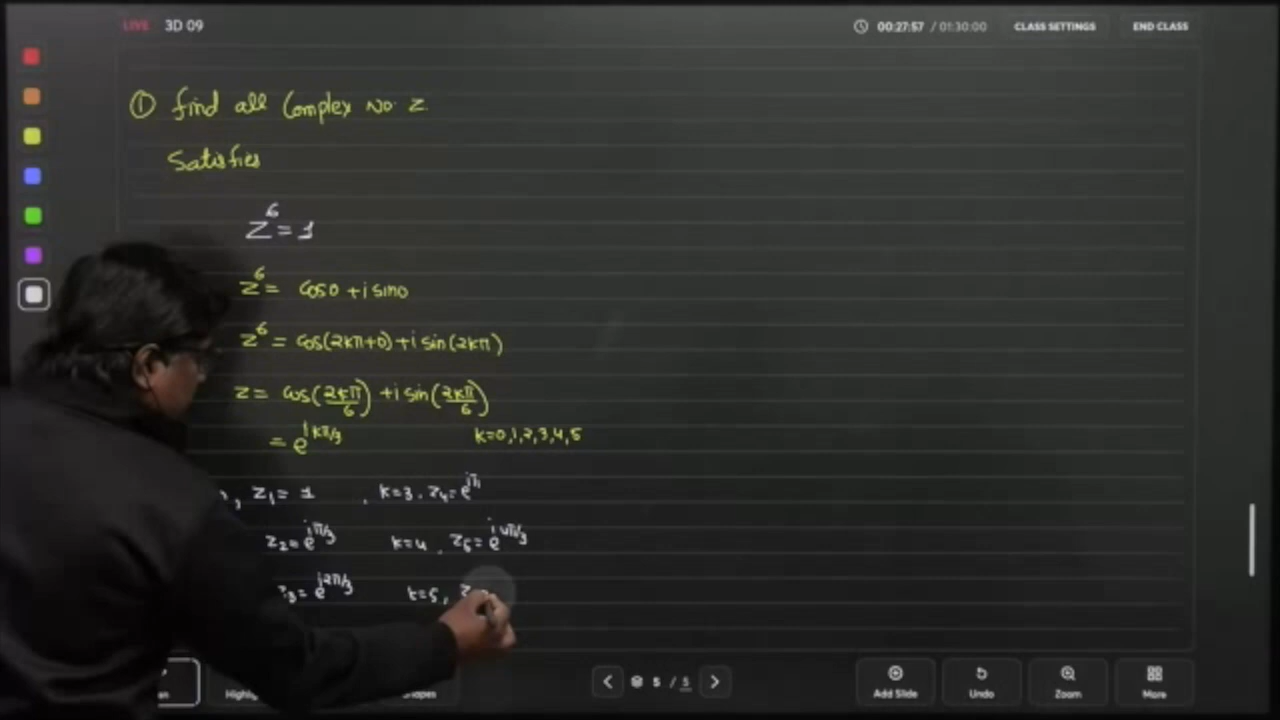 LIVE 3D 09 00:27:57 / 01:30:00 CLASS SETTINGS END CLASS
① find all Complex No. z.
Satisfies
z⁶ = 1
z⁶ = cos0 + i sin0
z⁶ = cos(2kπ+0) + i sin(2kπ)
z = cos(2kπ/6) + i sin(2kπ/6)
= e^{ikπ/3} k=0,1,2,3,4,5
, z₁ = 1 , k=3, z₄ = e^{iπ}
z₂ = e^{iπ/3} k=4, z₅ = e^{i4π/3}
z₃ = e^{i2π/3} k=5, z
5 / 5 Add Slide Undo Zoom More